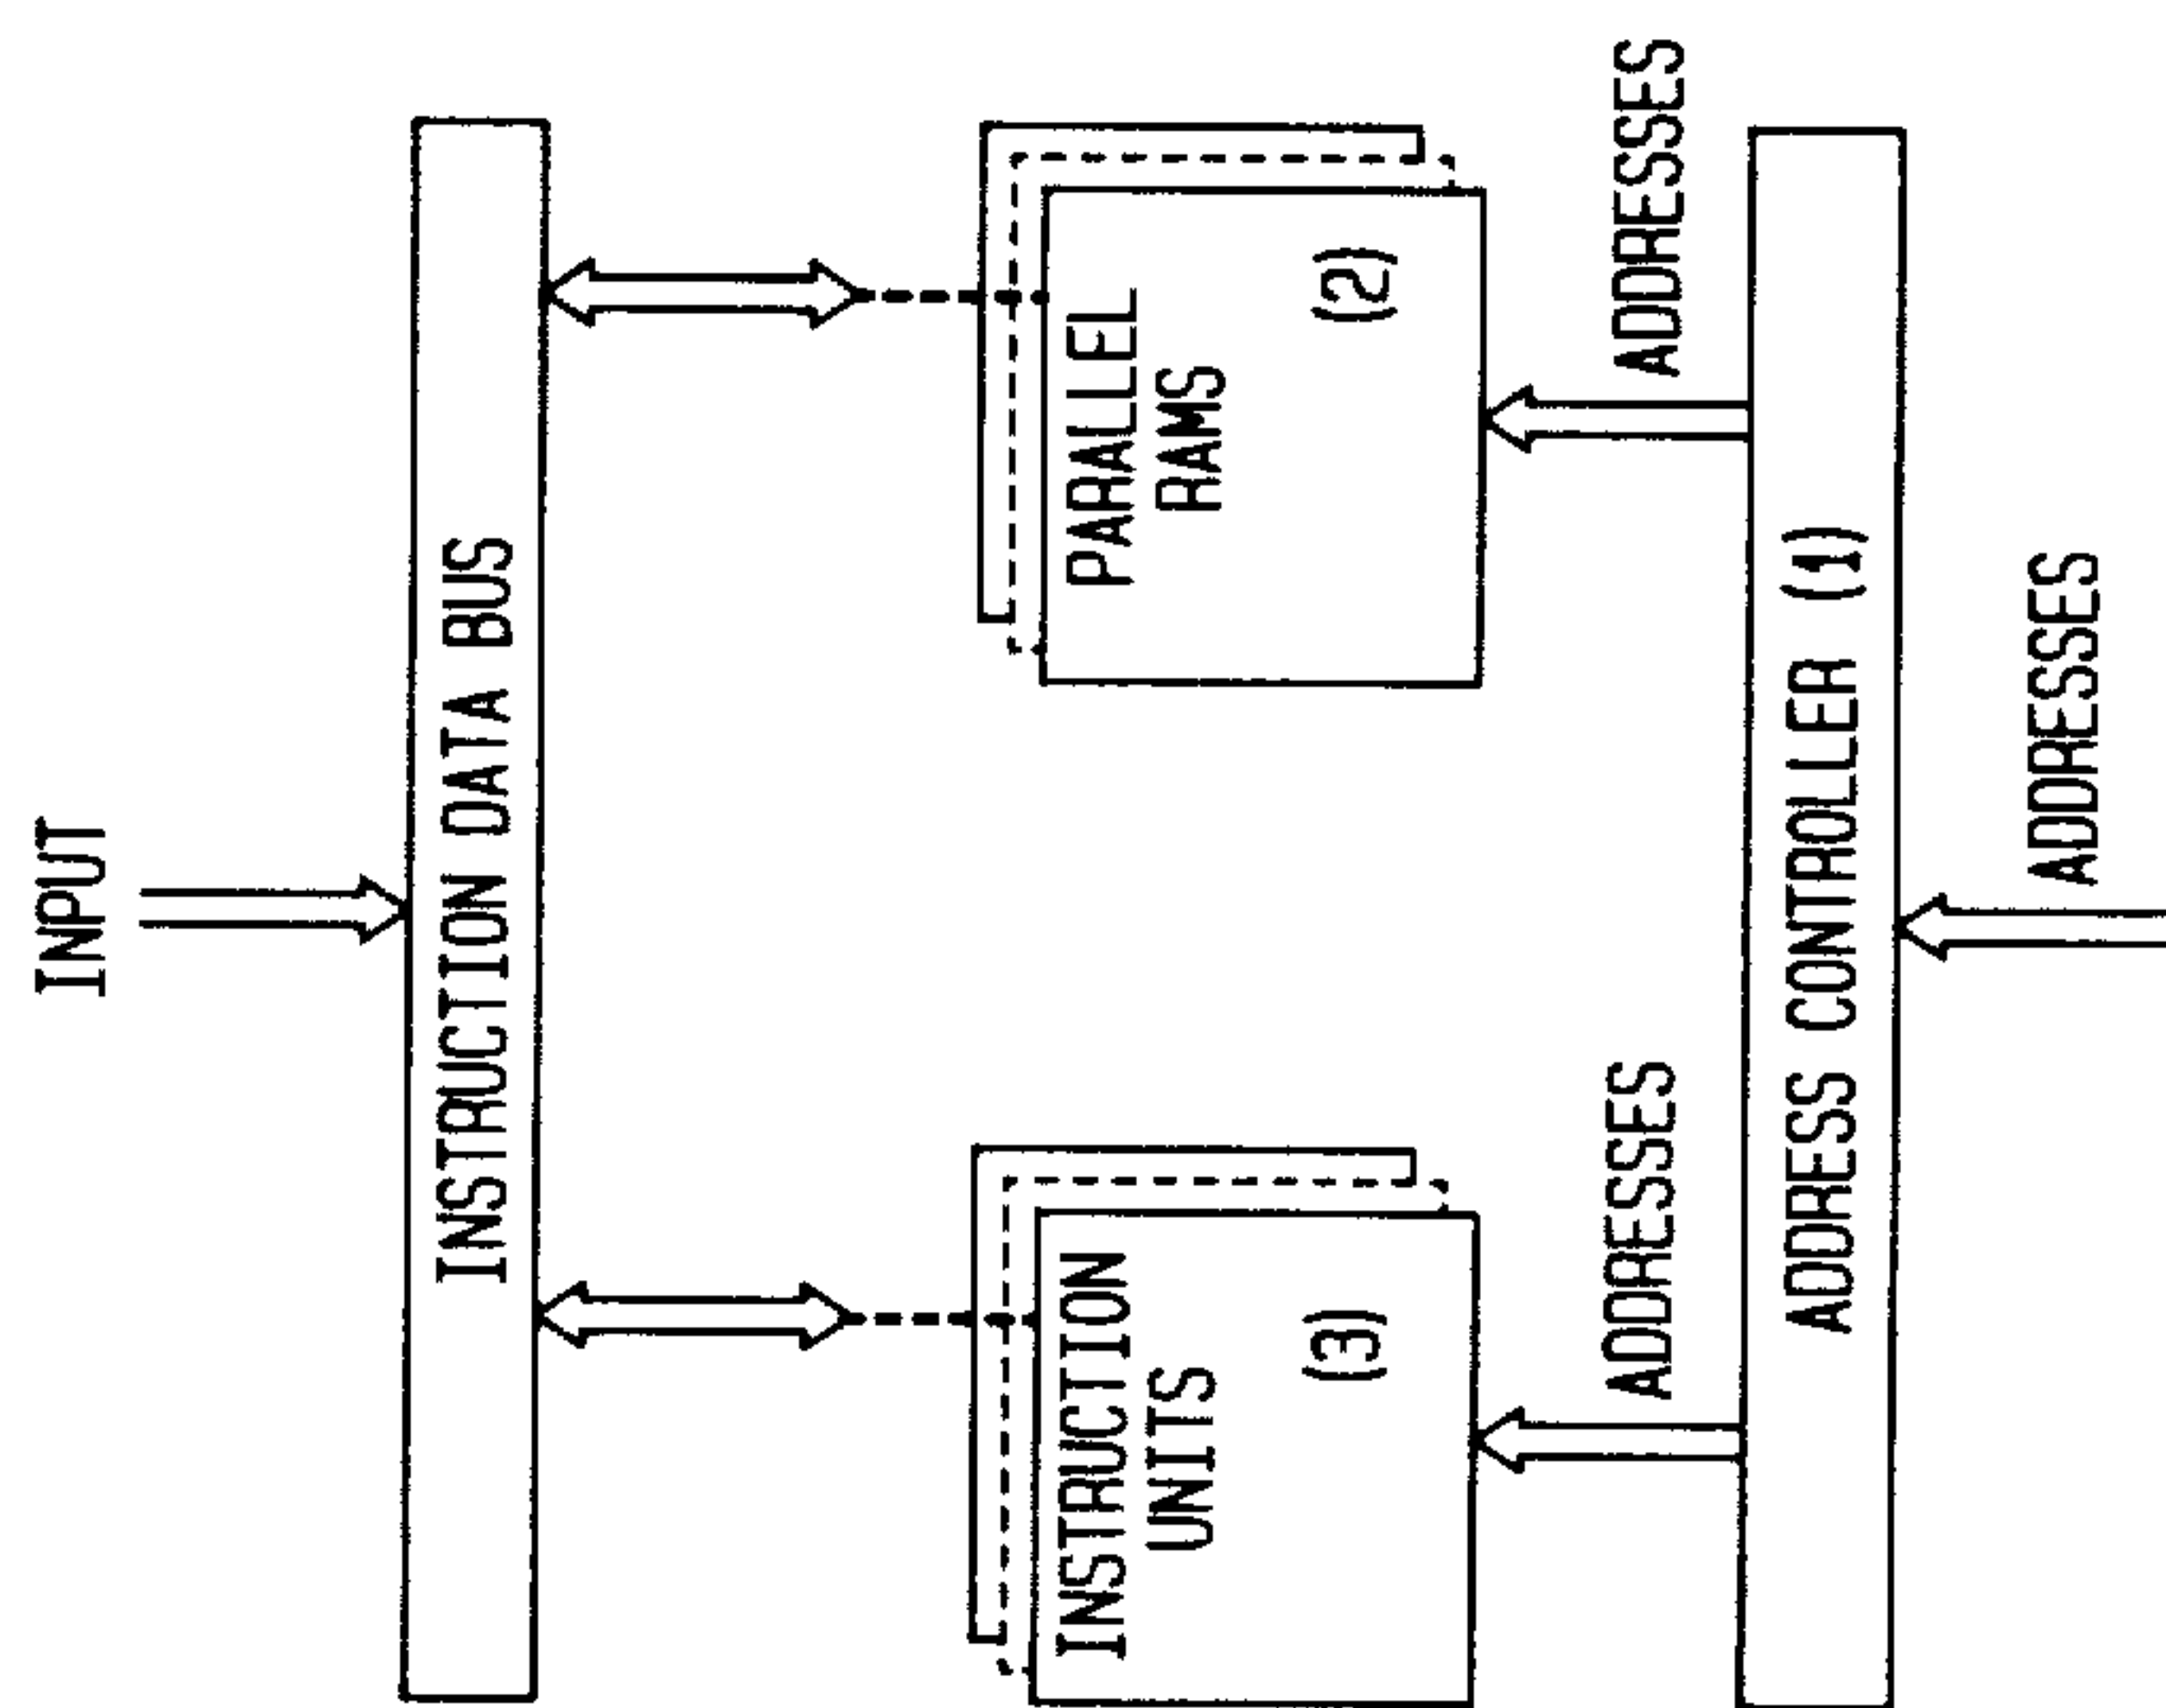 INPUT
INSTRUCTION DATA BUS
INSTRUCTION
UNITS
(3)
PARALLEL
RAMS
(2)
ADDRESSES
ADDRESSES
ADDRESS CONTROLLER (1)
ADDRESSES